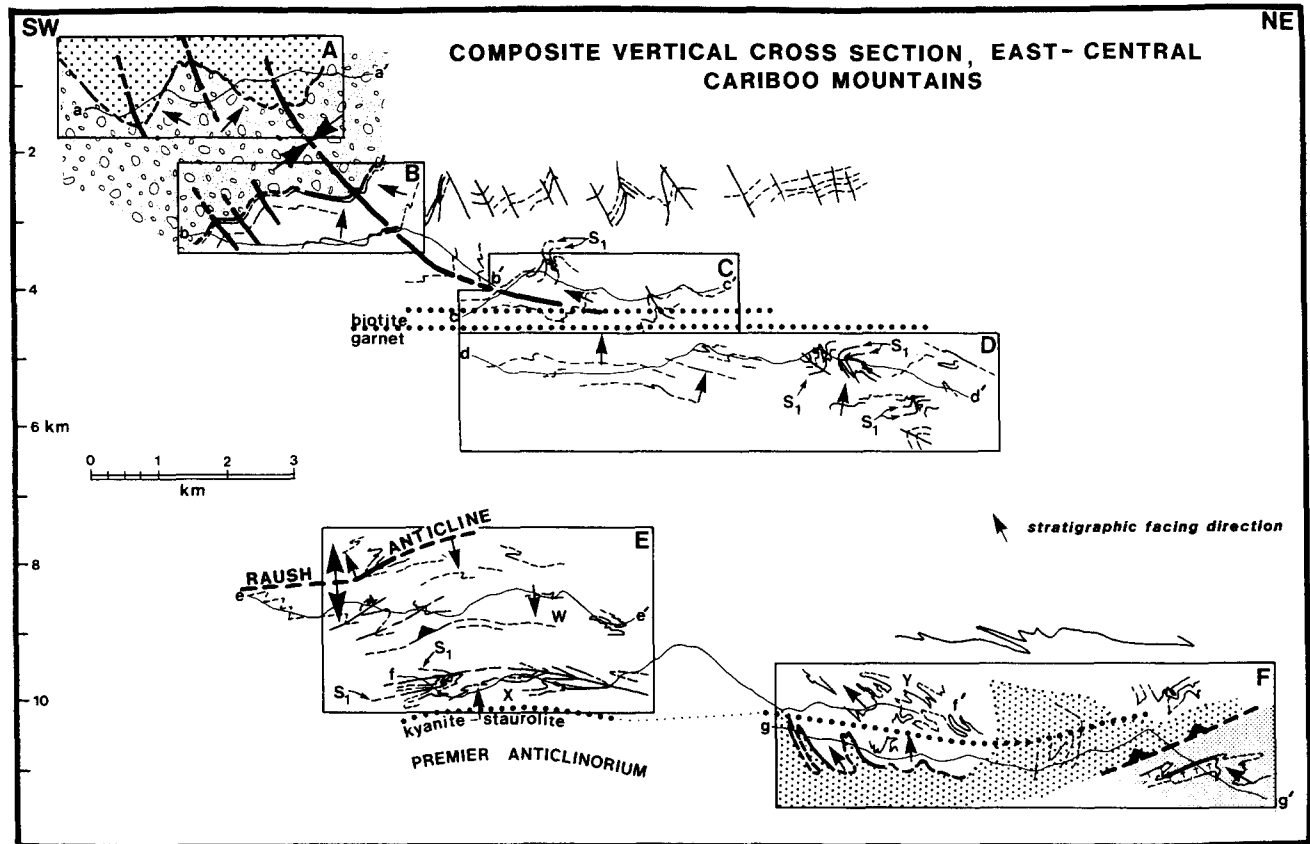 SW
NE
COMPOSITE VERTICAL CROSS SECTION, EAST-CENTRAL
CARIBOO MOUNTAINS
A
a
a'
2
B
b
b'
S1
C
c
c'
4
biotite
garnet
D
d
d'
S1
S1
S1
6 km
0 1 2 3
km
stratigraphic facing direction
E
RAUSH ANTICLINE
8
e
e'
W
S1
f
S1
X
kyanite-staurolite
PREMIER ANTICLINORIUM
10
F
Y
f'
g
g'